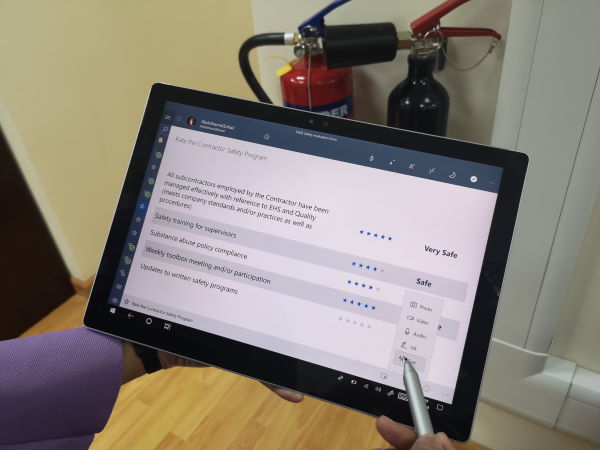 Daily Safety evaluation form
Rate the Contractor Safety Program
All subcontractors employed by the Contractor have been
managed effectively with reference to EHS and Quality
(meets company standards and/or practices as well as
procedures)
Very Safe
Safety training for supervisors
Safe
Substance abuse policy compliance
Weekly toolbox meeting and/or participation
Updates to written safety programs
Photo
Video
Audio
Ink
Rate the Contractor Safety Program